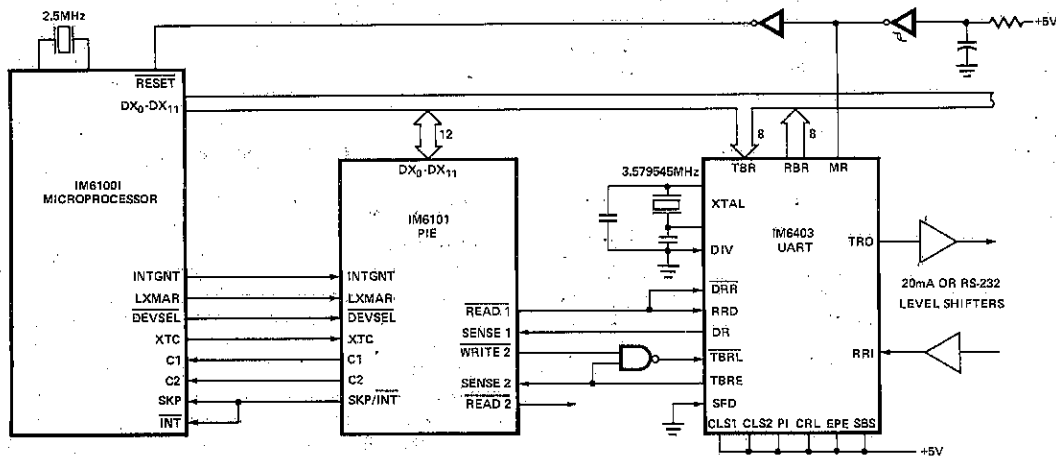 2.5MHz
+5V
RESET
DX0-DX11
IM6100I
MICROPROCESSOR
INTGNT
LXMAR
DEVSEL
XTC
C1
C2
SKP
INT
12
DX0-DX11
IM6101
PIE
INTGNT
LXMAR
DEVSEL
XTC
C1
C2
SKP/INT
READ 1
SENSE 1
WRITE 2
SENSE 2
READ 2
3.579545MHz
8
8
TBR
RBR
MR
XTAL
IM6403
UART
DIV
DRR
RRD
DR
TBRL
TBRE
SFD
TRO
RRI
CLS1 CLS2 PI CRL EPE SBS
20mA OR RS-232
LEVEL SHIFTERS
+5V